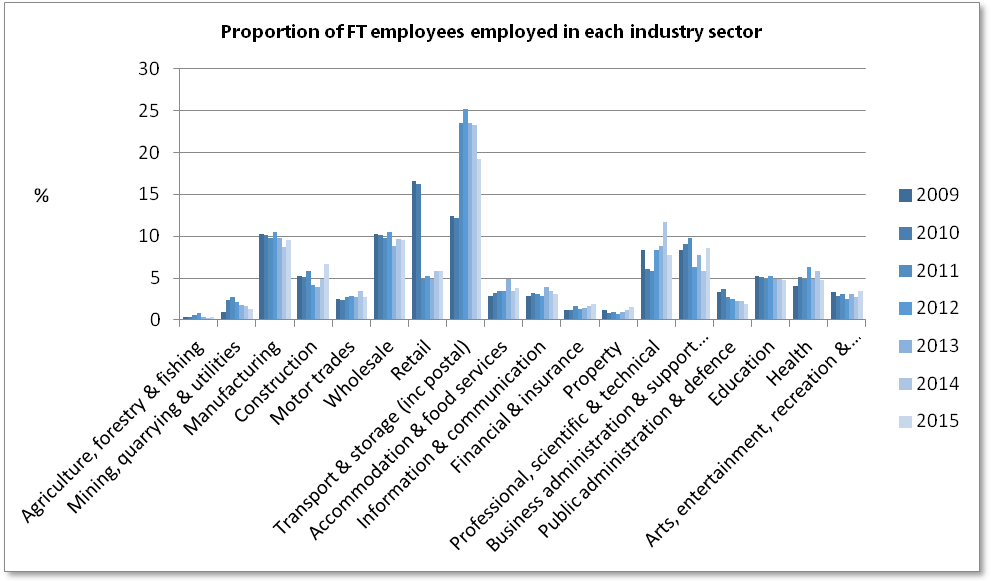 Proportion of FT employees employed in each industry sector
30
25
20
15
10
5
0
%
Agriculture, forestry & fishing
Mining, quarrying & utilities
Manufacturing
Construction
Motor trades
Wholesale
Retail
Transport & storage (inc postal)
Accommodation & food services
Information & communication
Financial & insurance
Property
Professional, scientific & technical
Business administration & support...
Public administration & defence
Education
Health
Arts, entertainment, recreation &...
2009
2010
2011
2012
2013
2014
2015